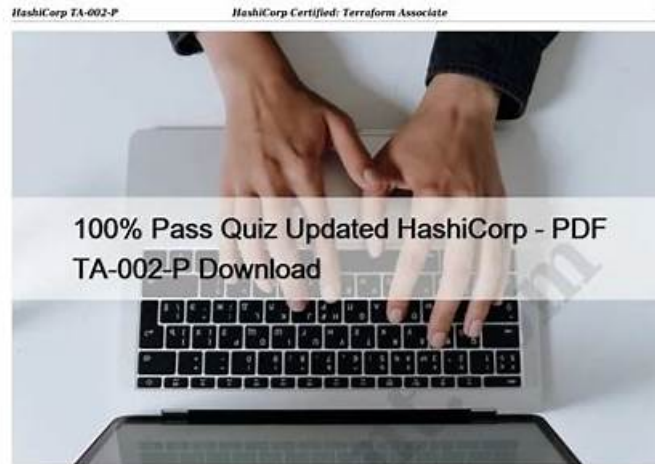 HashiCorp TA-002-P HashiCorp Certified: Terraform Associate
100% Pass Quiz Updated HashiCorp - PDF
TA-002-P Download